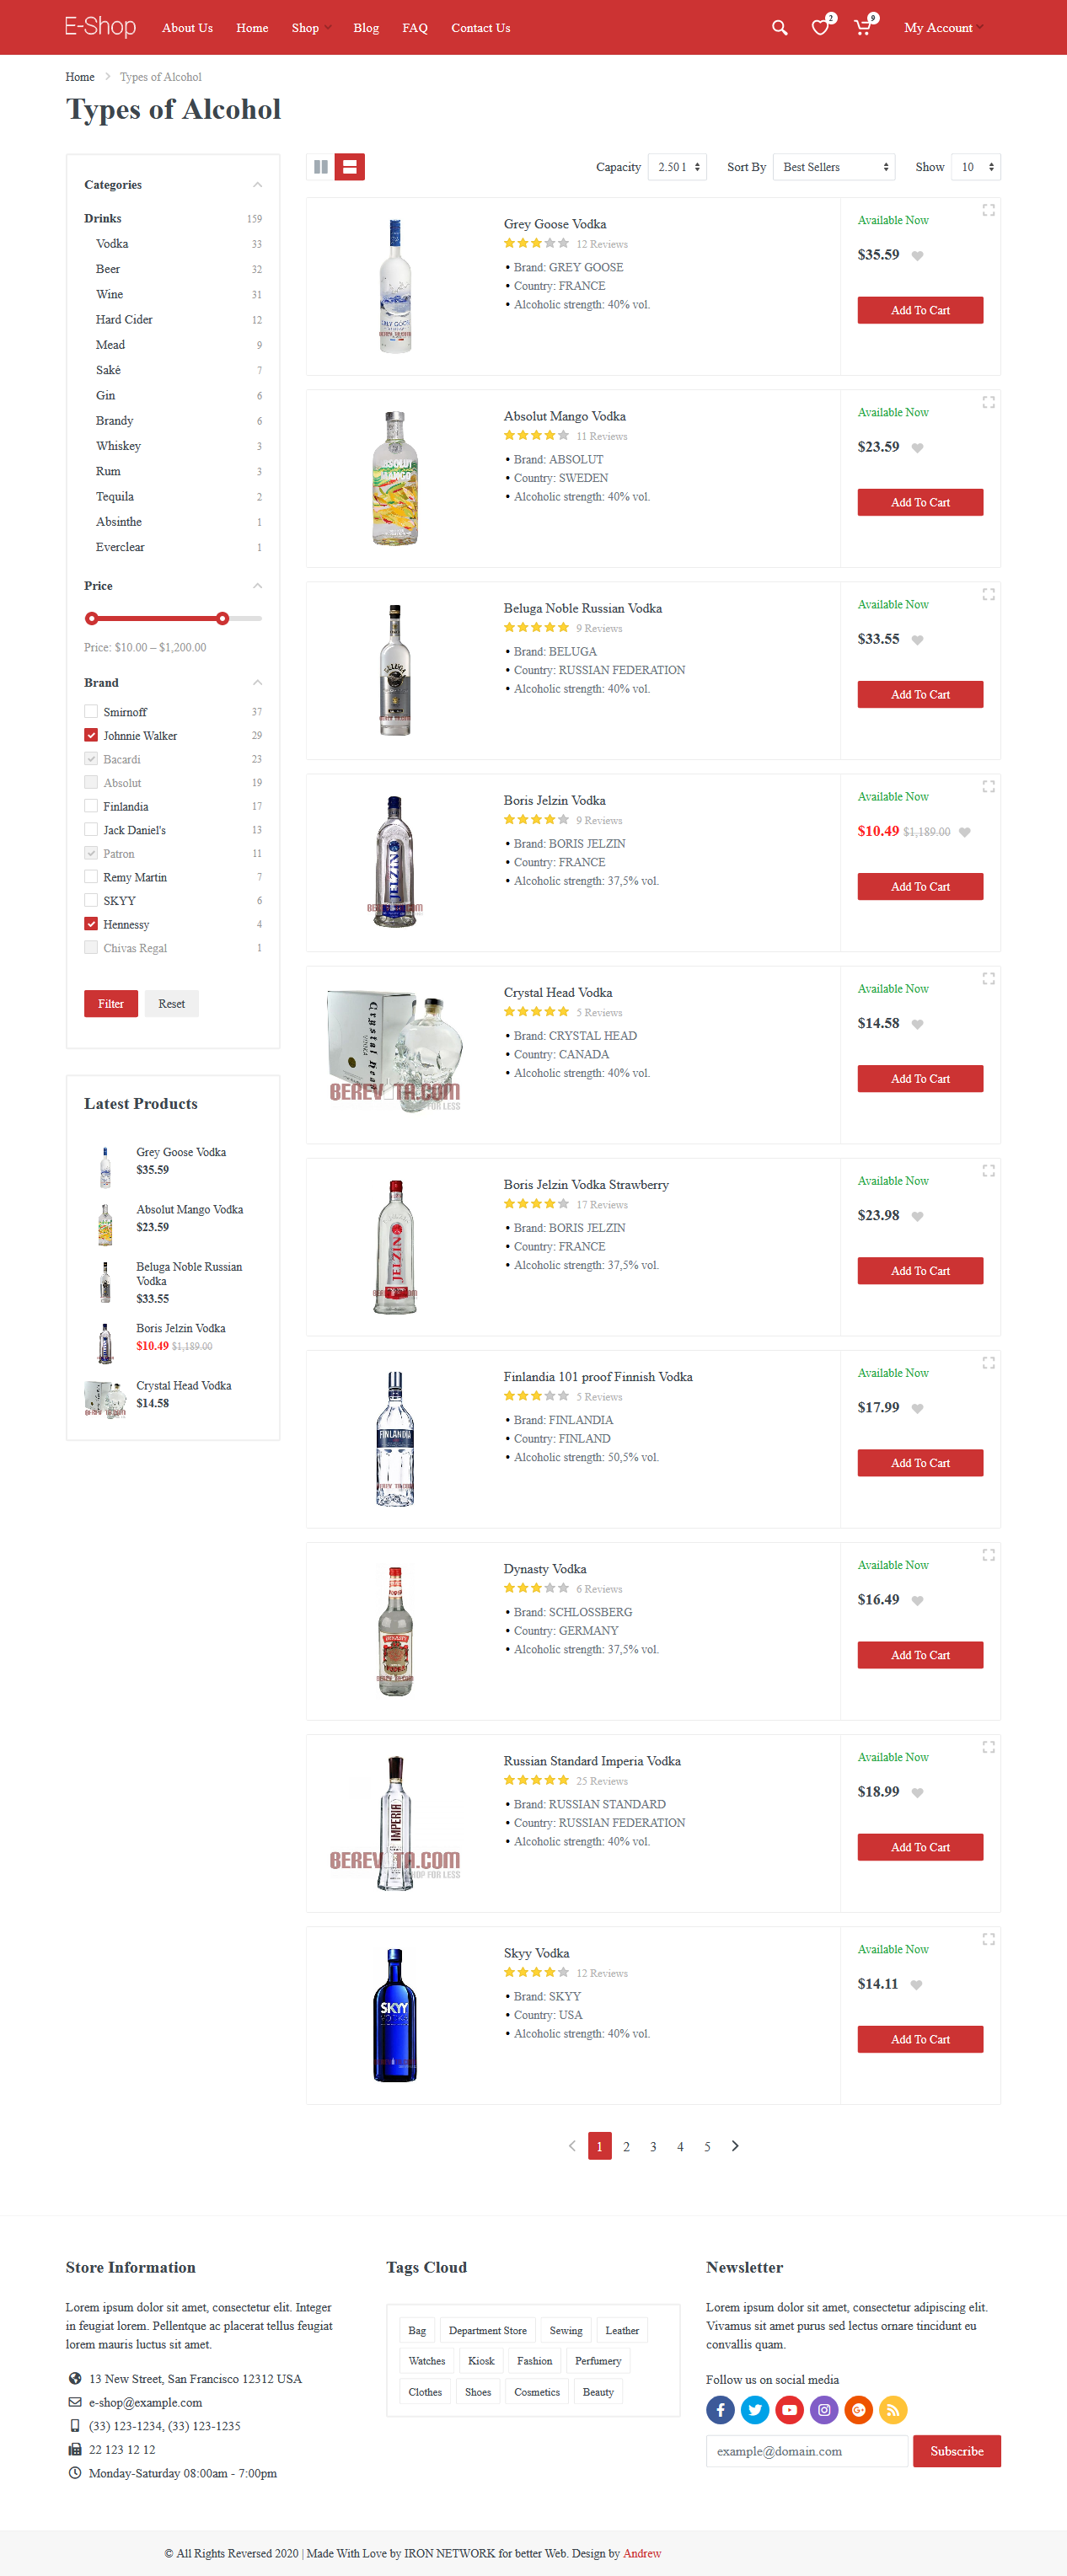 E-Shop About Us Home Shop Blog FAQ Contact Us 2 9 My Account
Home Types of Alcohol
Types of Alcohol
Categories
Drinks 159
Vodka 33
Beer 32
Wine 31
Hard Cider 12
Mead 9
Sakė 7
Gin 6
Brandy 6
Whiskey 3
Rum 3
Tequila 2
Absinthe 1
Everclear 1
Price
Price: $10.00 – $1,200.00
Brand
Smirnoff 37
Johnnie Walker 29
Bacardi 23
Absolut 19
Finlandia 17
Jack Daniel's 13
Patron 11
Remy Martin 7
SKYY 6
Hennessy 4
Chivas Regal 1
Filter Reset
Latest Products
Grey Goose Vodka
$35.59
Absolut Mango Vodka
$23.59
Beluga Noble Russian
Vodka
$33.55
Boris Jelzin Vodka
$10.49 $1,189.00
Crystal Head Vodka
$14.58
Capacity 2.50 l Sort By Best Sellers Show 10
Grey Goose Vodka
12 Reviews
• Brand: GREY GOOSE
• Country: FRANCE
• Alcoholic strength: 40% vol.
Available Now
$35.59
Add To Cart
ABSOLUT
MANGO
Absolut Mango Vodka
11 Reviews
• Brand: ABSOLUT
• Country: SWEDEN
• Alcoholic strength: 40% vol.
Available Now
$23.59
Add To Cart
BELUGA
Beluga Noble Russian Vodka
9 Reviews
• Brand: BELUGA
• Country: RUSSIAN FEDERATION
• Alcoholic strength: 40% vol.
Available Now
$33.55
Add To Cart
JELZIN
Boris Jelzin Vodka
9 Reviews
• Brand: BORIS JELZIN
• Country: FRANCE
• Alcoholic strength: 37,5% vol.
Available Now
$10.49 $1,189.00
Add To Cart
Crystal Head
BEREV TA.COM
FOR LESS
Crystal Head Vodka
5 Reviews
• Brand: CRYSTAL HEAD
• Country: CANADA
• Alcoholic strength: 40% vol.
Available Now
$14.58
Add To Cart
JELZIN
Boris Jelzin Vodka Strawberry
17 Reviews
• Brand: BORIS JELZIN
• Country: FRANCE
• Alcoholic strength: 37,5% vol.
Available Now
$23.98
Add To Cart
FINLANDIA
Finlandia 101 proof Finnish Vodka
5 Reviews
• Brand: FINLANDIA
• Country: FINLAND
• Alcoholic strength: 50,5% vol.
Available Now
$17.99
Add To Cart
Dynasty Vodka
6 Reviews
• Brand: SCHLOSSBERG
• Country: GERMANY
• Alcoholic strength: 37,5% vol.
Available Now
$16.49
Add To Cart
IMPERIA
BEREV TA.COM
SHOP FOR LESS
Russian Standard Imperia Vodka
25 Reviews
• Brand: RUSSIAN STANDARD
• Country: RUSSIAN FEDERATION
• Alcoholic strength: 40% vol.
Available Now
$18.99
Add To Cart
SKYY
VODKA
Skyy Vodka
12 Reviews
• Brand: SKYY
• Country: USA
• Alcoholic strength: 40% vol.
Available Now
$14.11
Add To Cart
1 2 3 4 5
Store Information
Lorem ipsum dolor sit amet, consectetur elit. Integer
in feugiat lorem. Pellentque ac placerat tellus feugiat
lorem mauris luctus sit amet.
13 New Street, San Francisco 12312 USA
e-shop@example.com
(33) 123-1234, (33) 123-1235
22 123 12 12
Monday-Saturday 08:00am - 7:00pm
Tags Cloud
Bag Department Store Sewing Leather
Watches Kiosk Fashion Perfumery
Clothes Shoes Cosmetics Beauty
Newsletter
Lorem ipsum dolor sit amet, consectetur adipiscing elit.
Vivamus sit amet purus sed lectus ornare tincidunt eu
convallis quam.
Follow us on social media
example@domain.com Subscribe
© All Rights Reversed 2020 | Made With Love by IRON NETWORK for better Web. Design by Andrew